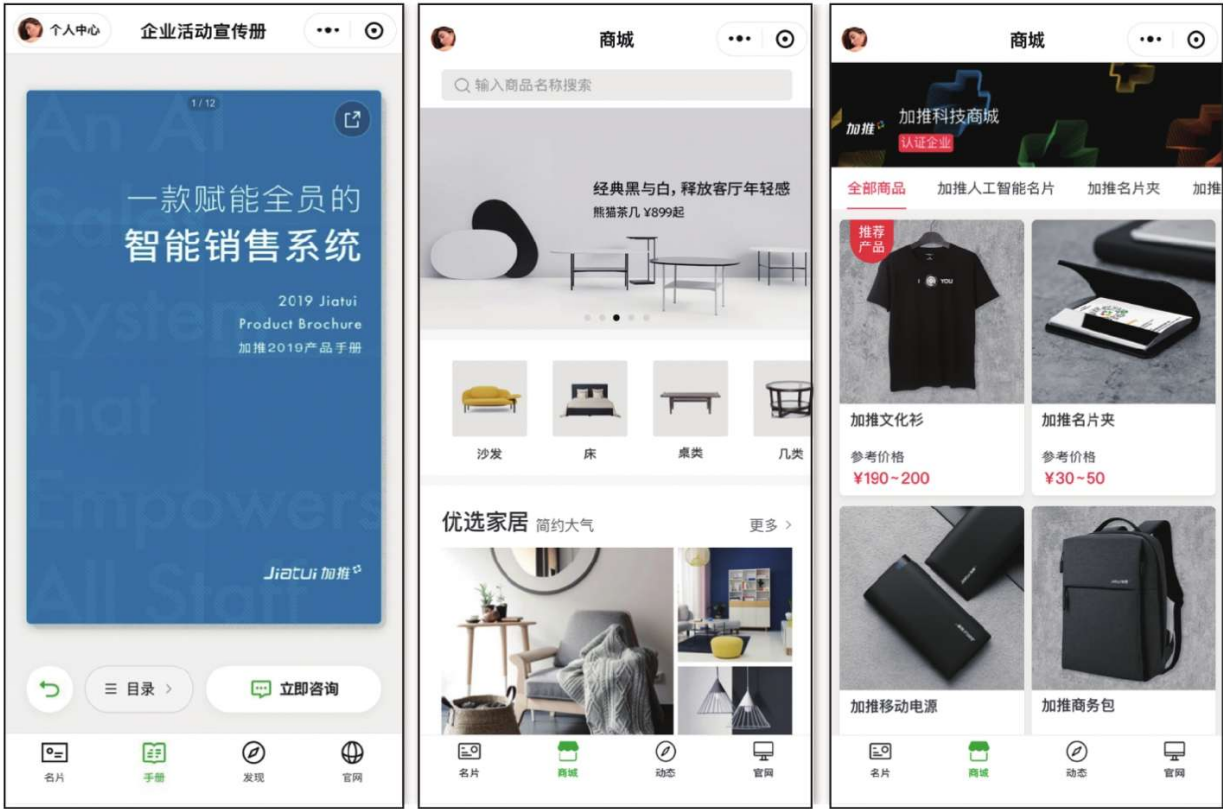 个人中心
企业活动宣传册
1/12
An AI
Sales
System
that
Empowers
All Staff
一款赋能全员的
智能销售系统
2019 Jiatui
Product Brochure
加推2019产品手册
Jiatui 加推
目录
立即咨询
名片
手册
发现
官网
商城
输入商品名称搜索
经典黑与白，释放客厅年轻感
熊猫茶几 ¥899起
沙发
床
桌类
几类
优选家居 简约大气
更多
名片
商城
动态
官网
商城
加推
加推科技商城
认证企业
全部商品
加推人工智能名片
加推名片夹
加推
推荐
产品
I YOU
加推文化衫
参考价格
¥190~200
加推名片夹
参考价格
¥30~50
加推移动电源
加推商务包
名片
商城
动态
官网